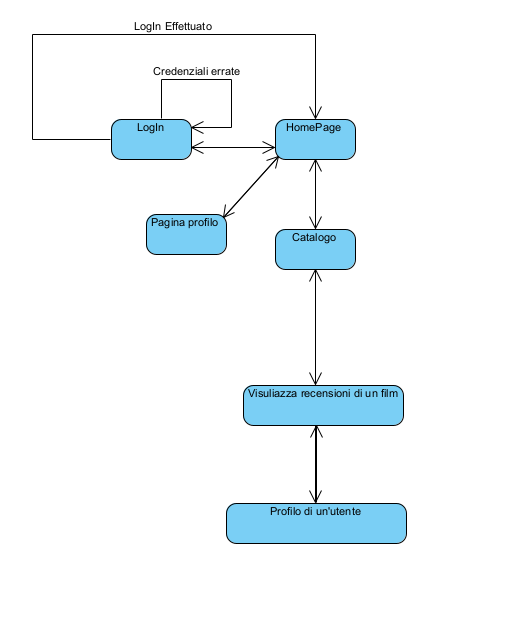 LogIn Effettuato
Credenziali errate
LogIn
HomePage
Pagina profilo
Catalogo
Visuliazza recensioni di un film
Profilo di un'utente